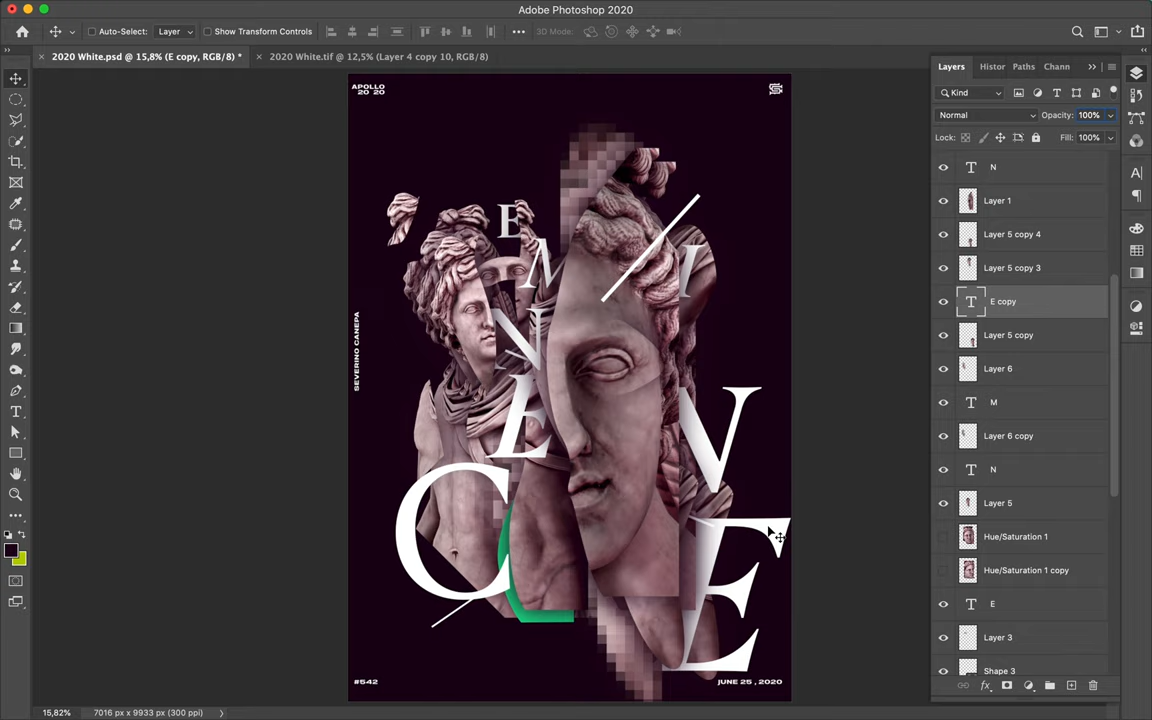 Adobe Photoshop 2020
Auto-Select:
Layer
Show Transform Controls
3D Mode:
2020 White.psd @ 15,8% (E copy, RGB/8) *
2020 White.tif @ 12,5% (Layer 4 copy 10, RGB/8)
Layers
Histor
Paths
Chann
Kind
Normal
Opacity: 100%
Lock:
Fill: 100%
N
Layer 1
Layer 5 copy 4
Layer 5 copy 3
E copy
Layer 5 copy
Layer 6
M
Layer 6 copy
N
Layer 5
Hue/Saturation 1
Hue/Saturation 1 copy
E
Layer 3
Shape 3
APOLLO
20 20
SEVERINO CANEPA
E
M
I
N
E
N
C
E
#542
JUNE 25 , 2020
15,82%
7016 px x 9933 px (300 ppi)